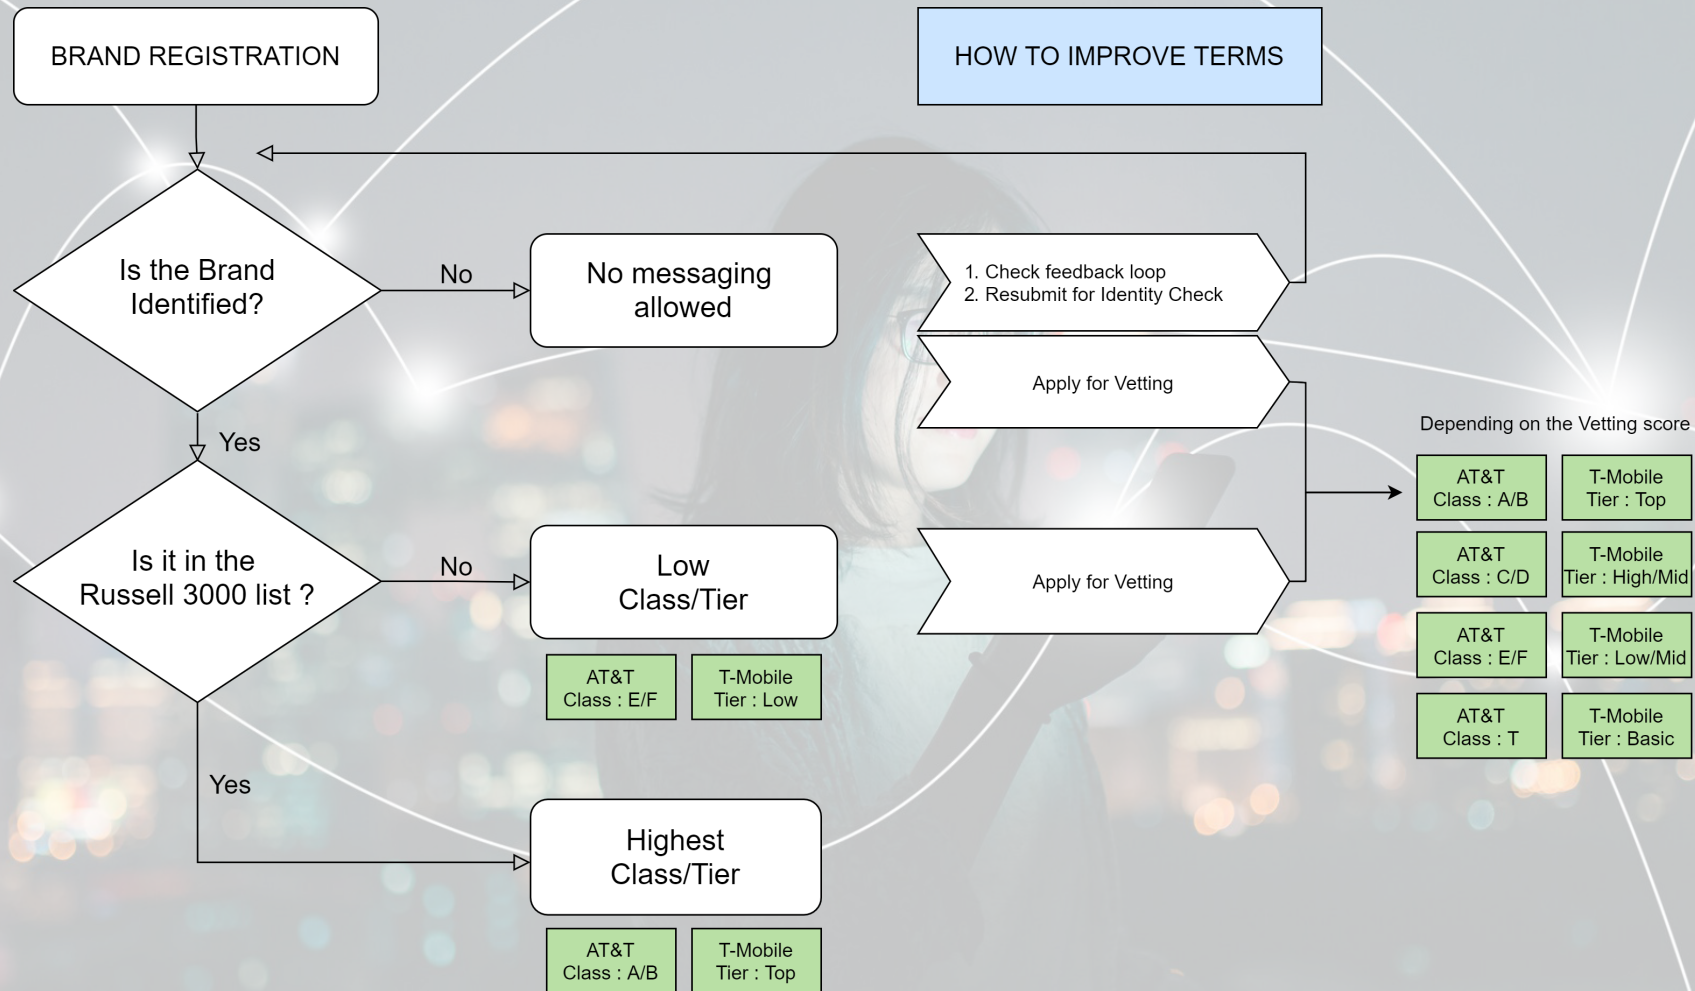 BRAND REGISTRATION
HOW TO IMPROVE TERMS
Is the Brand
Identified?
No
No messaging
allowed
1. Check feedback loop
2. Resubmit for Identity Check
Apply for Vetting
Yes
Is it in the
Russell 3000 list ?
No
Low
Class/Tier
AT&T
Class : E/F
T-Mobile
Tier : Low
Apply for Vetting
Depending on the Vetting score
AT&T
Class : A/B
T-Mobile
Tier : Top
AT&T
Class : C/D
T-Mobile
Tier : High/Mid
AT&T
Class : E/F
T-Mobile
Tier : Low/Mid
AT&T
Class : T
T-Mobile
Tier : Basic
Yes
Highest
Class/Tier
AT&T
Class : A/B
T-Mobile
Tier : Top